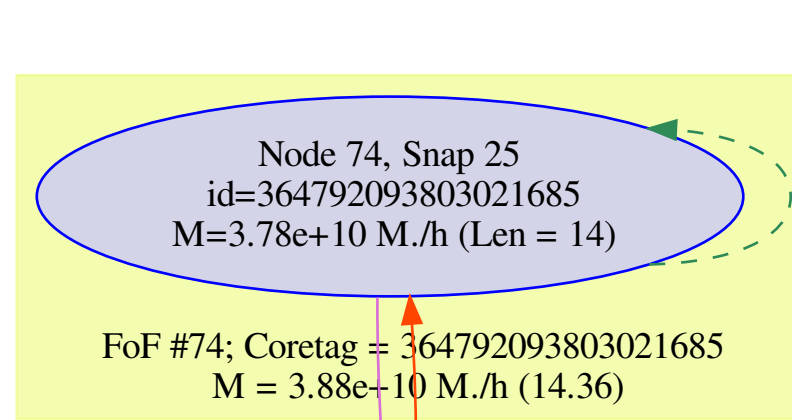 Node 74, Snap 25
id=364792093803021685
M=3.78e+10 M./h (Len = 14)
FoF #74; Coretag = 364792093803021685
M = 3.88e+10 M./h (14.36)